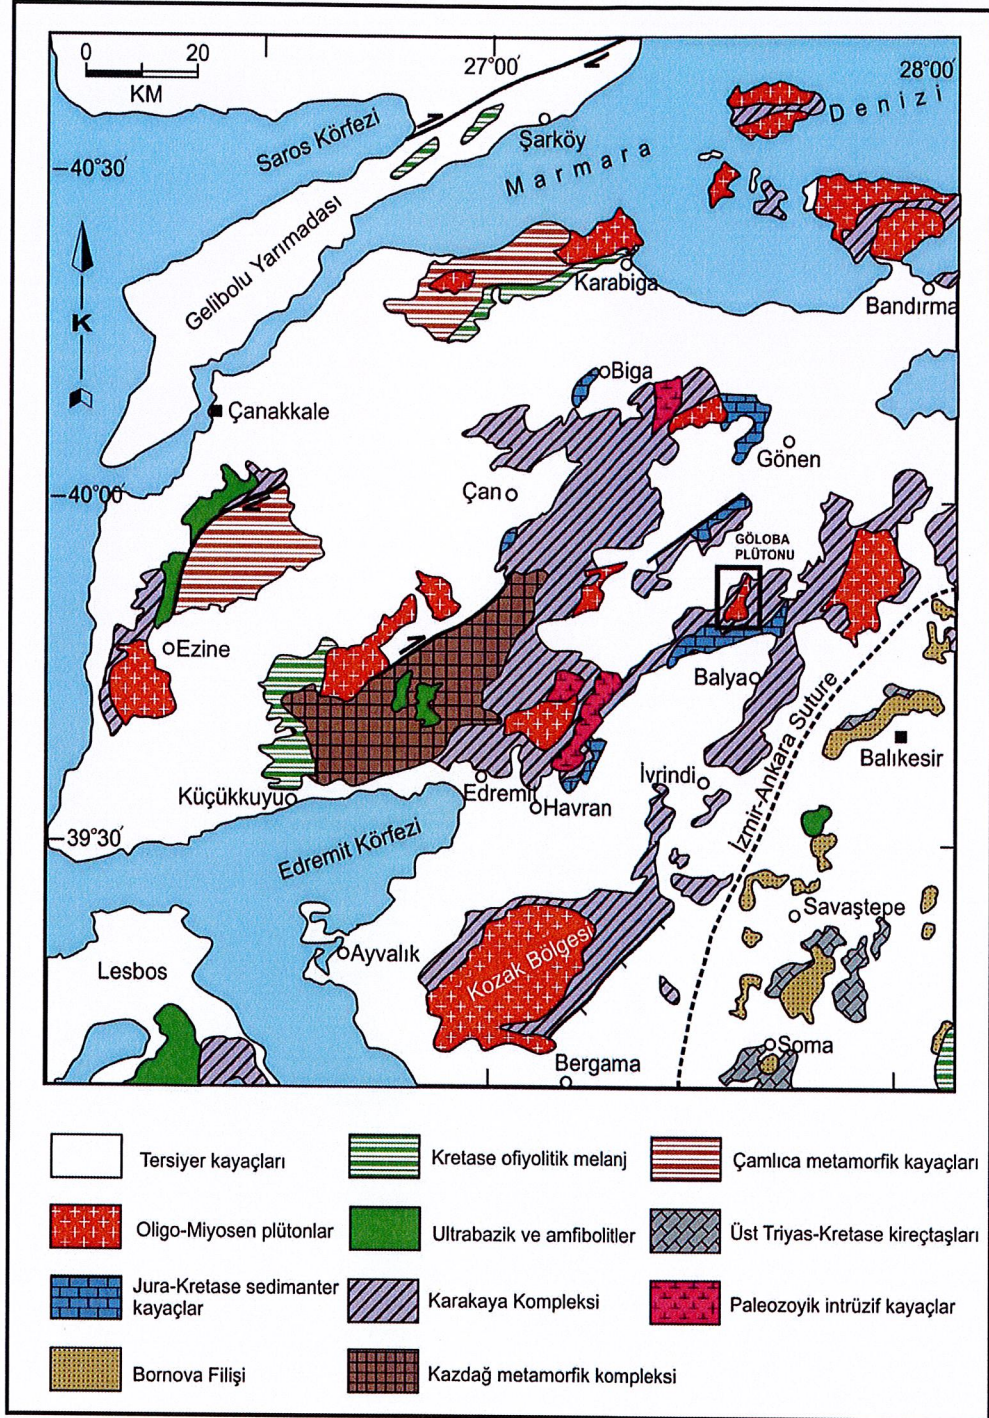 0 20
KM
27°00'
28°00'
Saros Körfezi
Şarköy
Marmara Denizi
40°30'
Gelibolu Yarımadası
K
Karabiga
Bandırma
Biga
Çanakkale
Gönen
40°00'
Çan
GÖLOBA
PLÜTONU
Ezine
Balya
İzmir-Ankara Suture
Balıkesir
Küçükkuyu
Edremit
Havran
İvrindi
39°30'
Edremit Körfezi
Savaştepe
Ayvalık
Lesbos
Kozak Bölgesi
Soma
Bergama
Tersiyer kayaçları
Kretase ofiyolitik melanj
Çamlıca metamorfik kayaçları
Oligo-Miyosen plütonlar
Ultrabazik ve amfibolitler
Üst Triyas-Kretase kireçtaşları
Jura-Kretase sedimanter
kayaçlar
Karakaya Kompleksi
Paleozoyik intrüzif kayaçlar
Bornova Filişi
Kazdağ metamorfik kompleksi